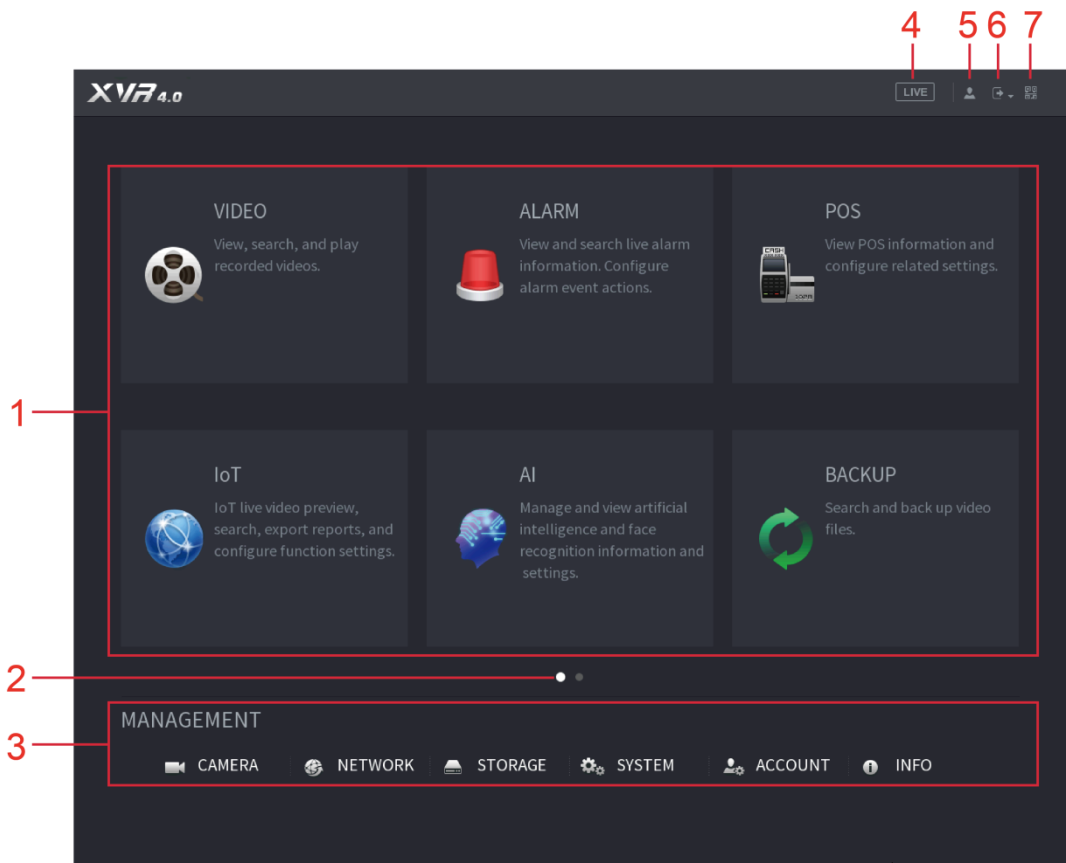 4 5 6 7
XVR 4.0
LIVE
VIDEO
View, search, and play
recorded videos.
ALARM
View and search live alarm
information. Configure
alarm event actions.
POS
View POS information and
configure related settings.
CASH
1
IoT
IoT live video preview,
search, export reports, and
configure function settings.
AI
Manage and view artificial
intelligence and face
recognition information and
settings.
BACKUP
Search and back up video
files.
2
MANAGEMENT
3
CAMERA NETWORK STORAGE SYSTEM ACCOUNT INFO